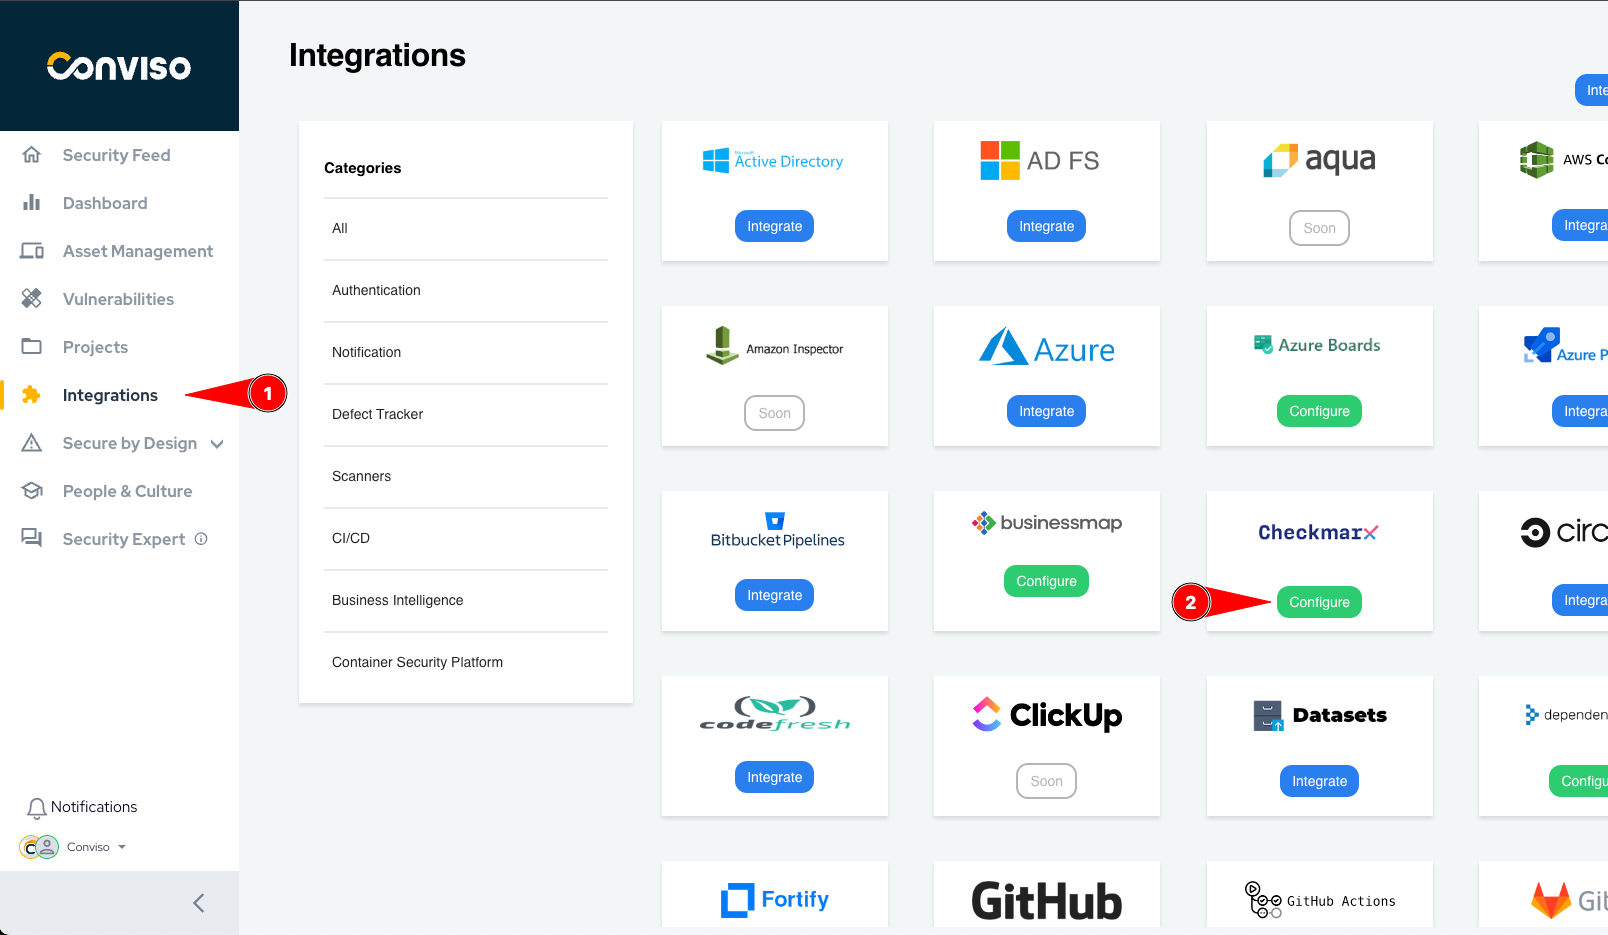 Conviso
Security Feed
Dashboard
Asset Management
Vulnerabilities
Projects
Integrations
1
Secure by Design
People & Culture
Security Expert
Notifications
Conviso
Integrations
Inte
Categories
All
Authentication
Notification
Defect Tracker
Scanners
CI/CD
Business Intelligence
Container Security Platform
Microsoft
Active Directory
Integrate
AD FS
Integrate
aqua
Soon
AWS Co
Integra
Amazon Inspector
Soon
Azure
Integrate
Azure Boards
Configure
Azure P
Integra
Bitbucket Pipelines
Integrate
businessmap
Configure
Checkmarx
2
Configure
circ
Integra
codefresh
Integrate
ClickUp
Soon
Datasets
Integrate
dependen
Configu
Fortify
GitHub
GitHub Actions
Git